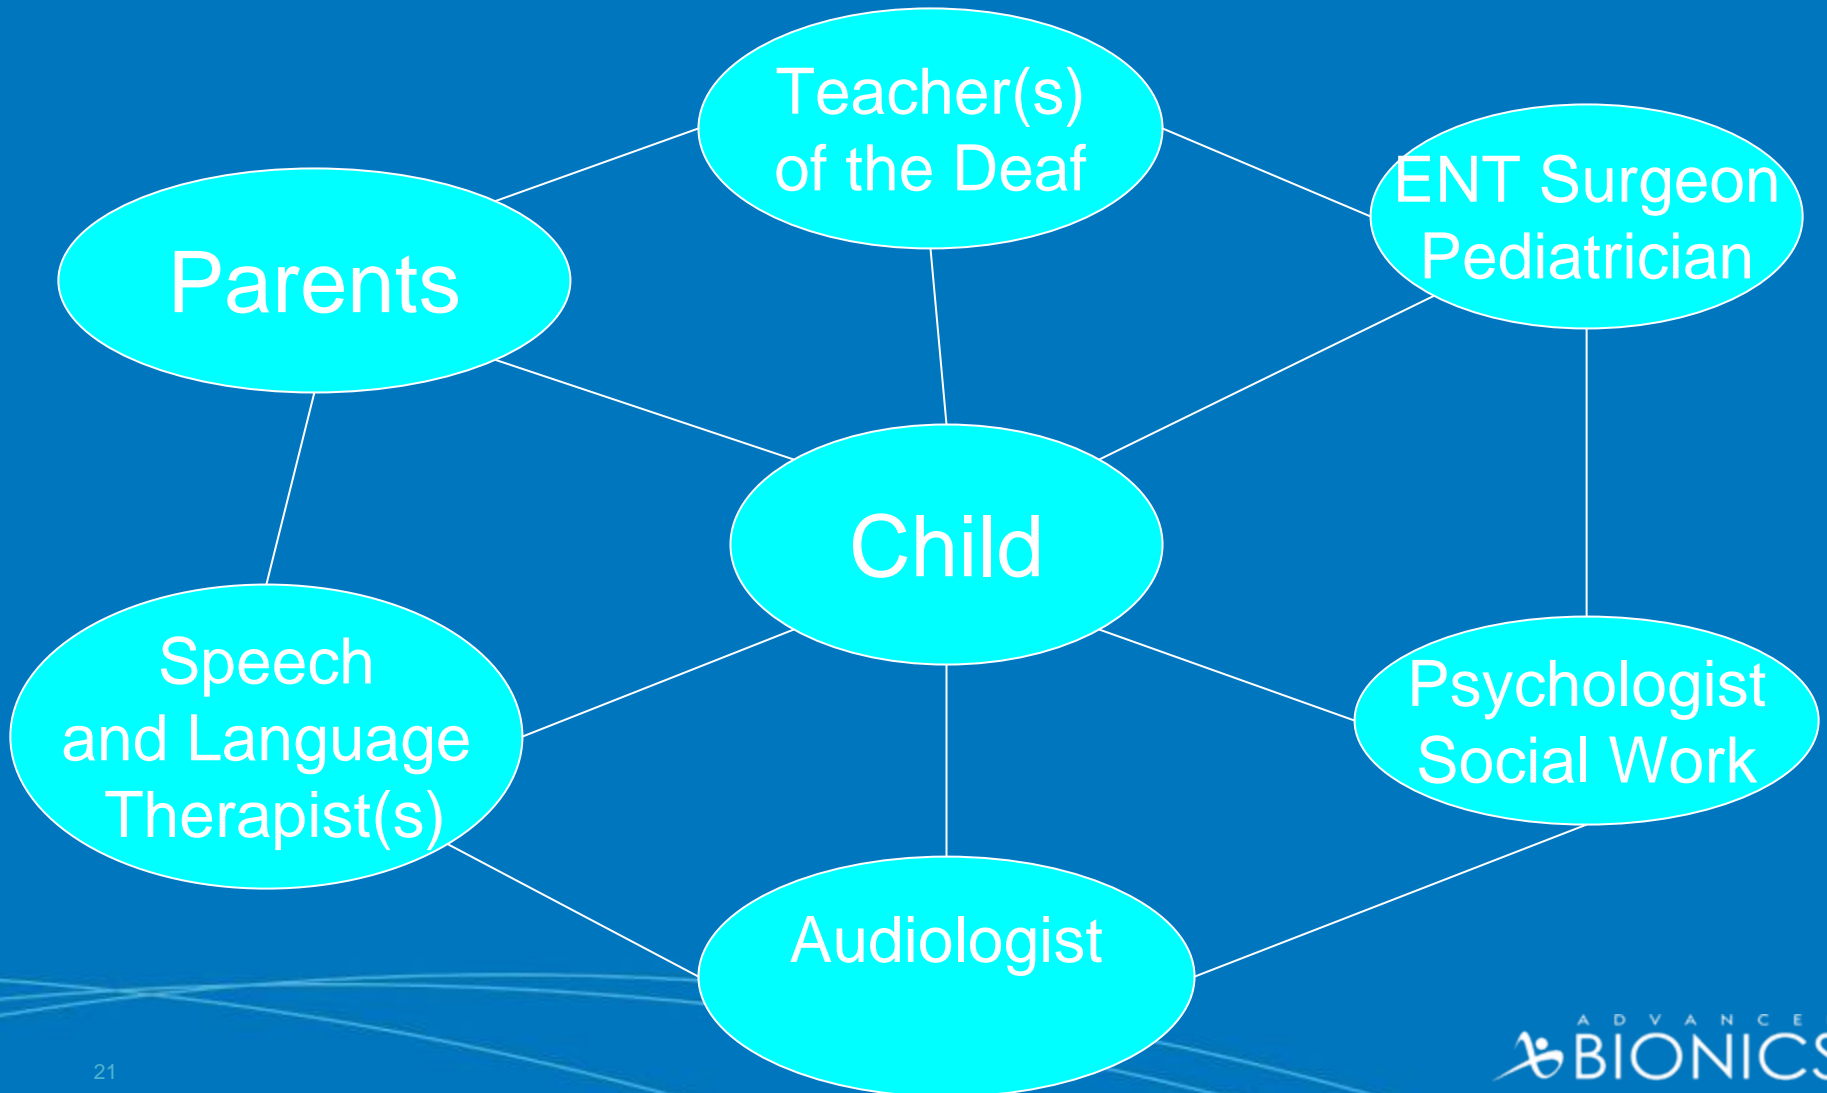 Teacher(s)
of the Deaf
ENT Surgeon
Pediatrician
Parents
Child
Speech
and Language
Therapist(s)
Psychologist
Social Work
Audiologist
ADVANCE
BIONICS
21